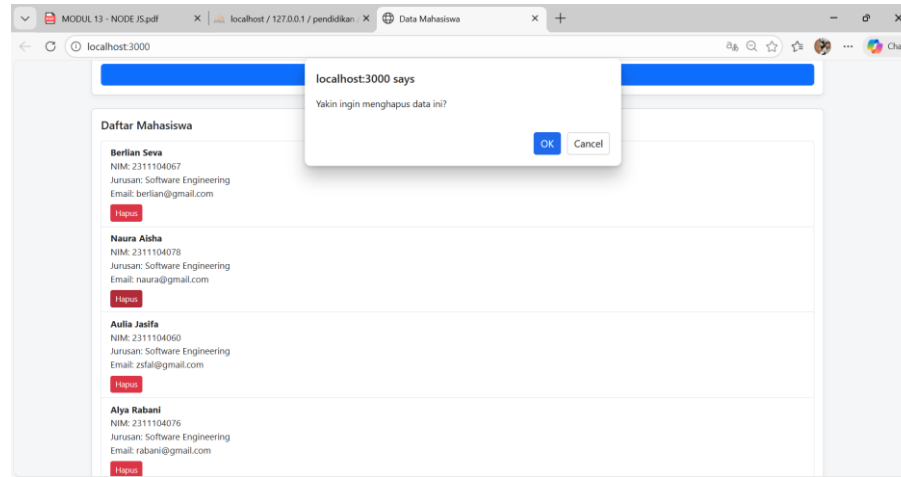 MODUL 13 - NODE JS.pdf
localhost / 127.0.0.1 / pendidikan
Data Mahasiswa
localhost:3000
localhost:3000 says
Yakin ingin menghapus data ini?
OK
Cancel
Daftar Mahasiswa
Berlian Seva
NIM: 2311104067
Jurusan: Software Engineering
Email: berlian@gmail.com
Hapus
Naura Aisha
NIM: 2311104078
Jurusan: Software Engineering
Email: naura@gmail.com
Hapus
Aulia Jasifa
NIM: 2311104060
Jurusan: Software Engineering
Email: zsfal@gmail.com
Hapus
Alya Rabani
NIM: 2311104076
Jurusan: Software Engineering
Email: rabani@gmail.com
Hapus